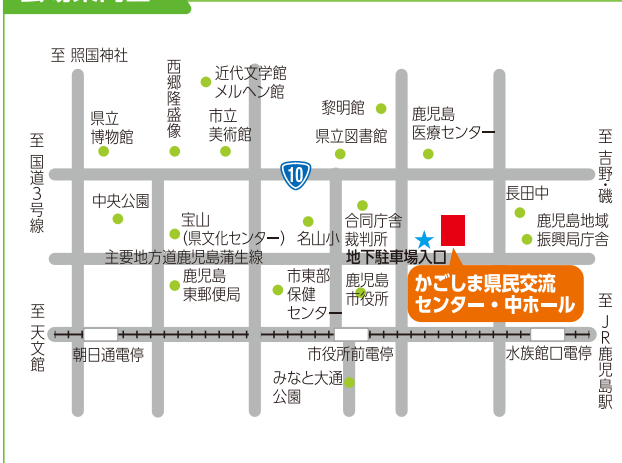 至 照国神社
西郷隆盛像
近代文学館
メルヘン館
県立
博物館
市立
美術館
黎明館
県立図書館
鹿児島
医療センター
至 国道3号線
10
至 吉野・磯
中央公園
宝山
(県文化センター)
名山小
合同庁舎
裁判所
長田中
鹿児島地域
振興局庁舎
主要地方道鹿児島蒲生線
地下駐車場入口
鹿児島
東郵便局
市東部
保健
センター
鹿児島
市役所
かごしま県民交流
センター・中ホール
至 天文館
至 JR鹿児島駅
朝日通電停
市役所前電停
水族館口電停
みなと大通
公園